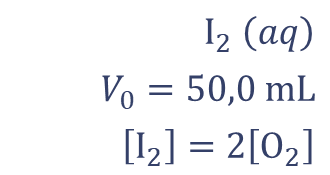 I₂ (aq)
V₀ = 50,0 mL
[I₂] = 2[O₂]